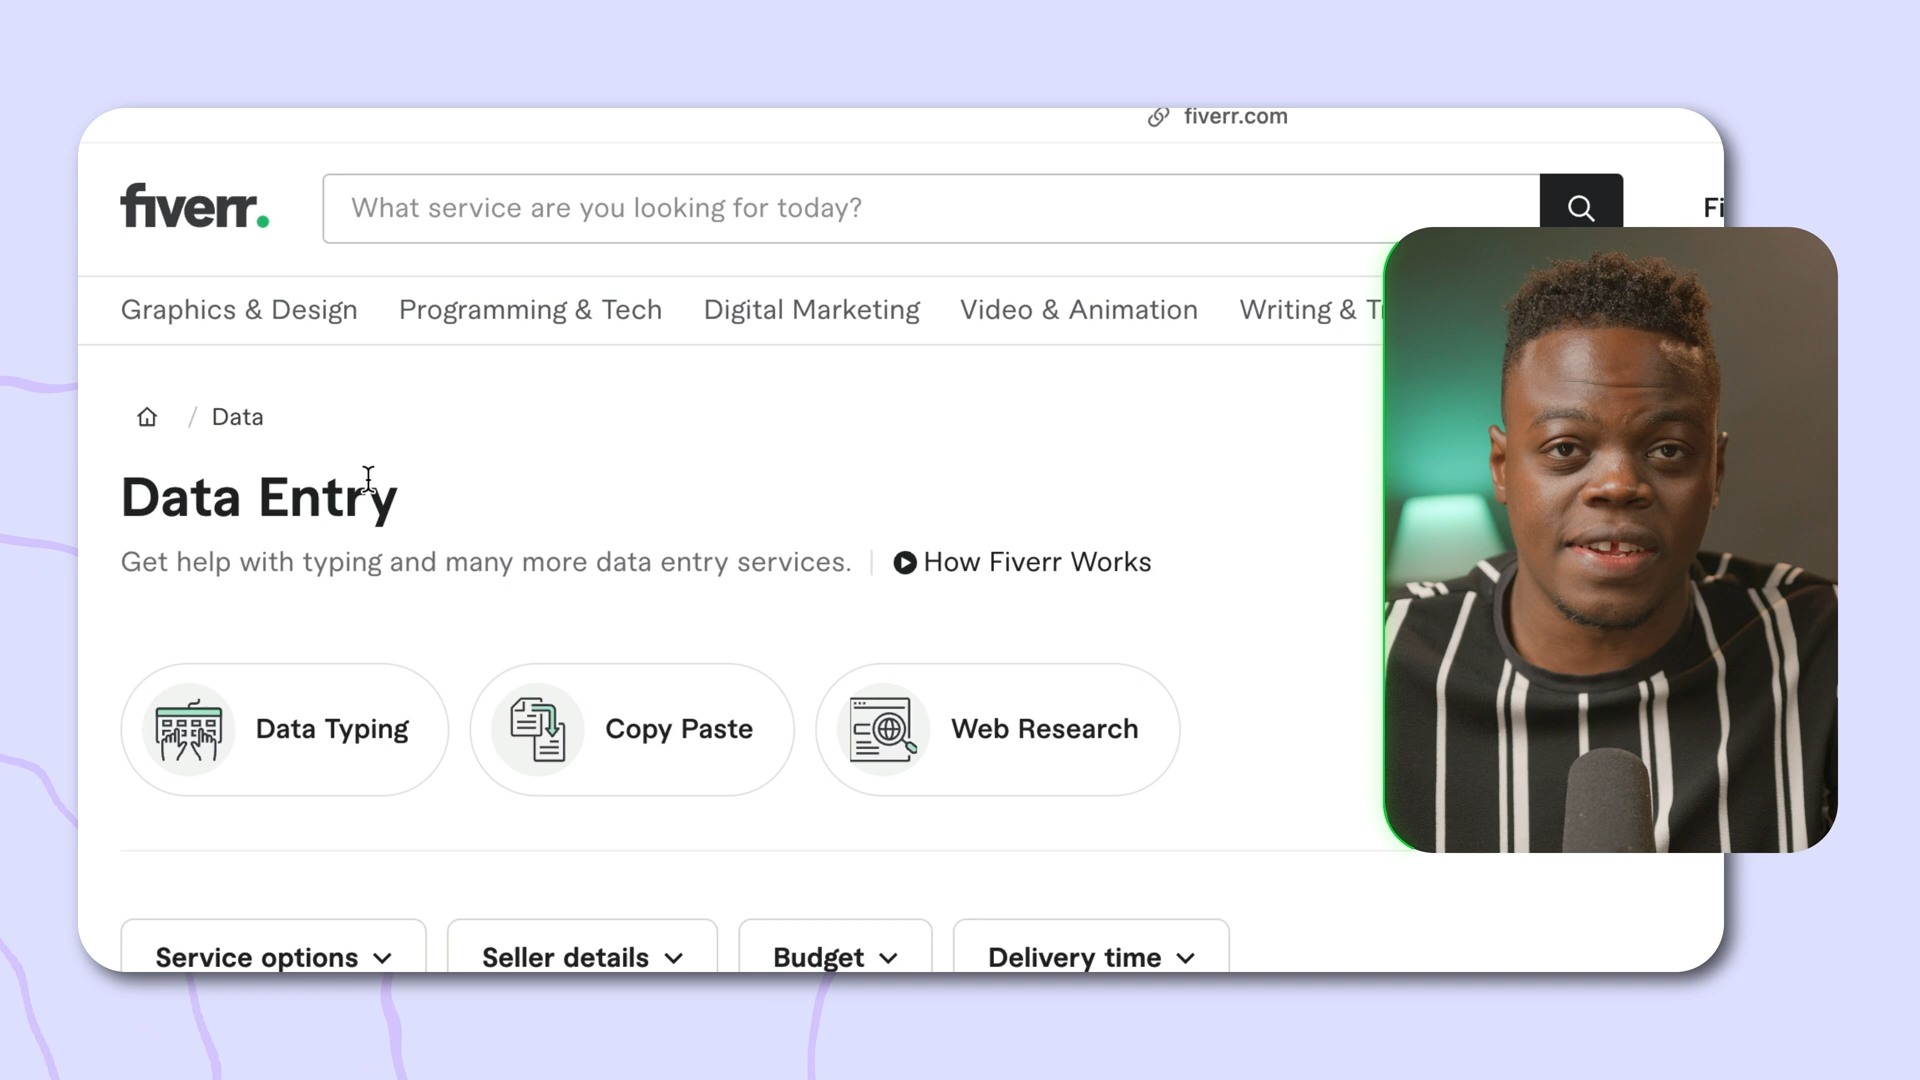 fiverr.com
fiverr.
What service are you looking for today?
Fi
Graphics & Design
Programming & Tech
Digital Marketing
Video & Animation
Writing & T
Data
Data Entry
Get help with typing and many more data entry services.
How Fiverr Works
Data Typing
Copy Paste
Web Research
Service options
Seller details
Budget
Delivery time